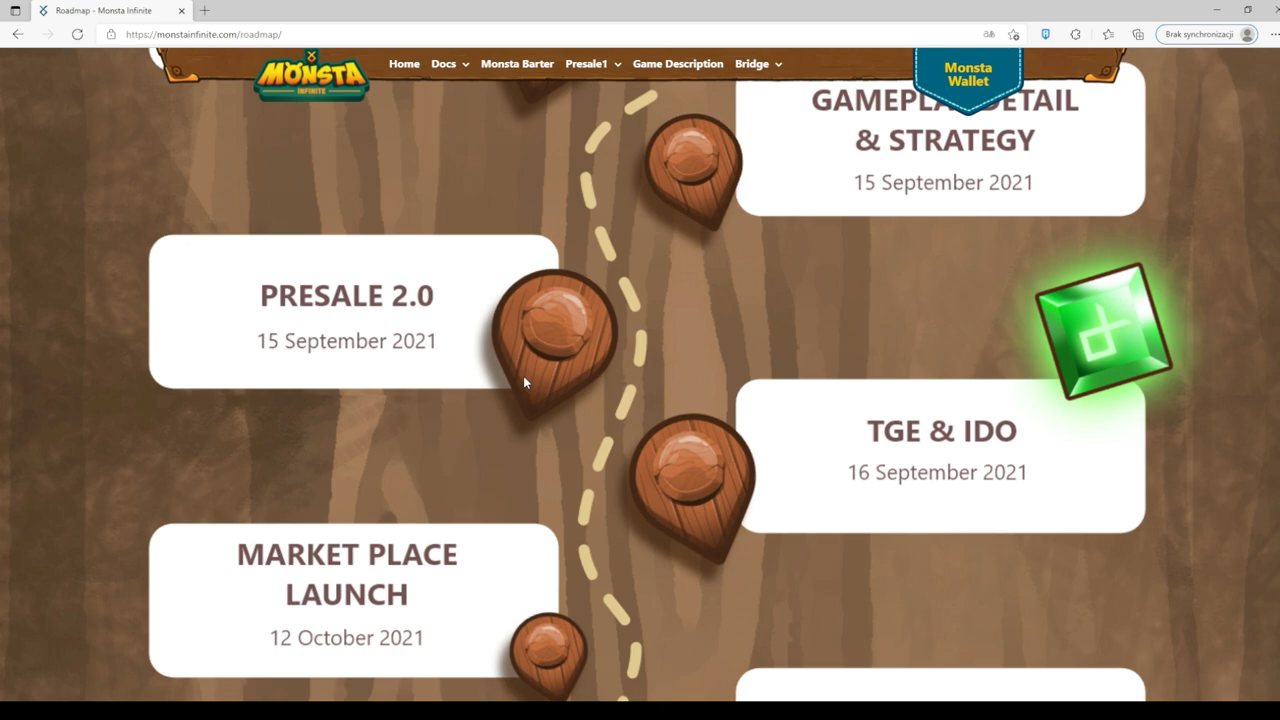 Roadmap - Monsta Infinite
https://monstainfinite.com/roadmap/
Brak synchronizacji
MONSTA
INFINITE
Home Docs Monsta Barter Presale1 Game Description Bridge
Monsta
Wallet
GAMEPLAY DETAIL
& STRATEGY
15 September 2021
PRESALE 2.0
15 September 2021
TGE & IDO
16 September 2021
MARKET PLACE
LAUNCH
12 October 2021